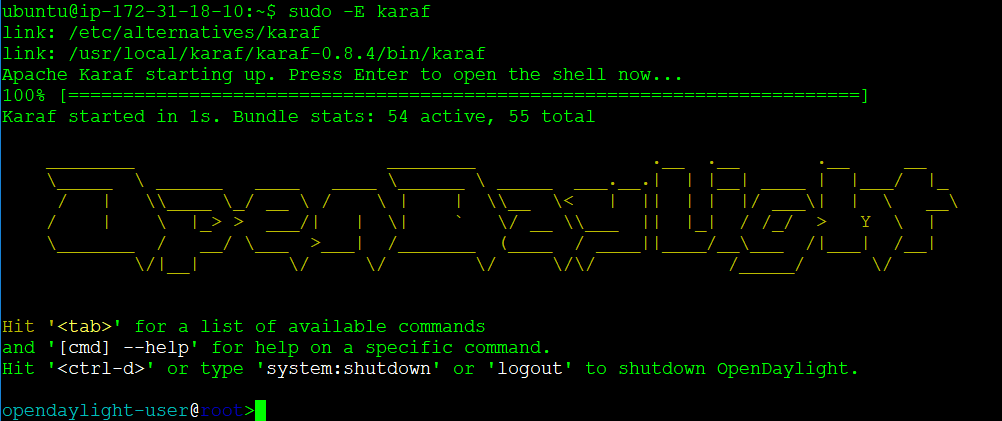 ubuntu@ip-172-31-18-10:~$ sudo -E karaf
link: /etc/alternatives/karaf
link: /usr/local/karaf/karaf-0.8.4/bin/karaf
Apache Karaf starting up. Press Enter to open the shell now...
100% [========================================================================]
Karaf started in 1s. Bundle stats: 54 active, 55 total
OpenDaylight
Hit '<tab>' for a list of available commands
and '[cmd] --help' for help on a specific command.
Hit '<ctrl-d>' or type 'system:shutdown' or 'logout' to shutdown OpenDaylight.
opendaylight-user@root>